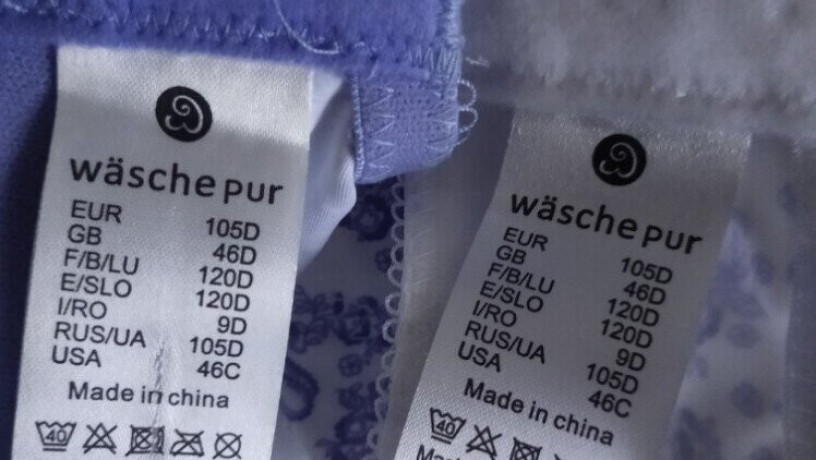 wäsche pur
EUR 105D
GB 46D
F/B/LU 120D
E/SLO 120D
I/RO 9D
RUS/UA 105D
USA 46C
Made in china
40
wäsche pur
EUR 105D
GB 46D
F/B/LU 120D
E/SLO 120D
I/RO 9D
RUS/UA 105D
USA 46C
Made in china
40